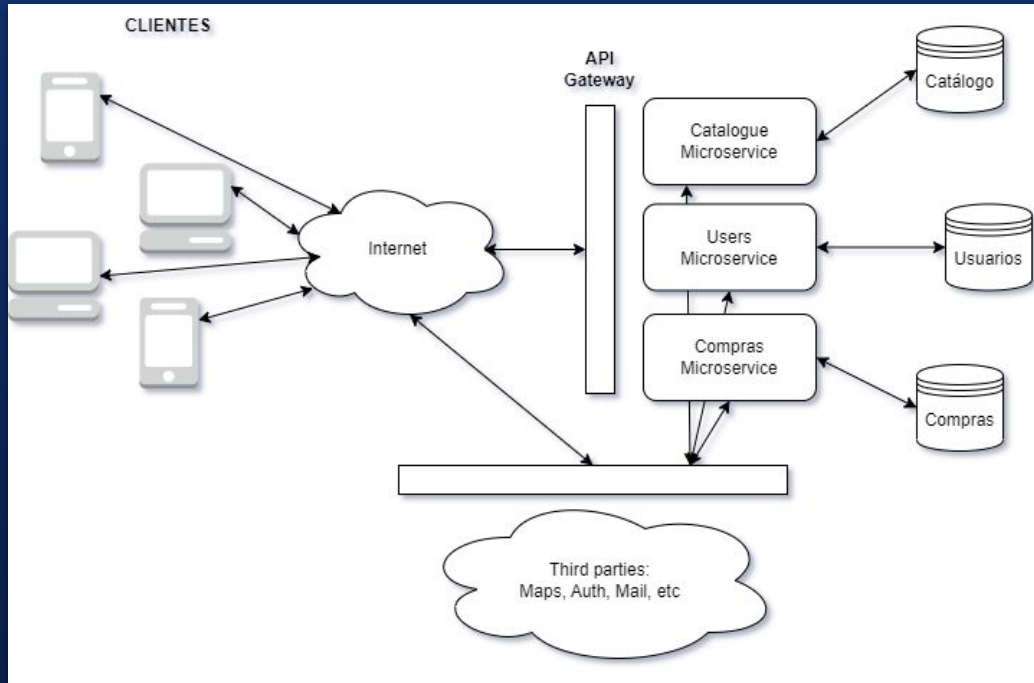 CLIENTES
API
Gateway
Catalogue
Microservice
Catálogo
Internet
Users
Microservice
Usuarios
Compras
Microservice
Compras
Third parties:
Maps, Auth, Mail, etc